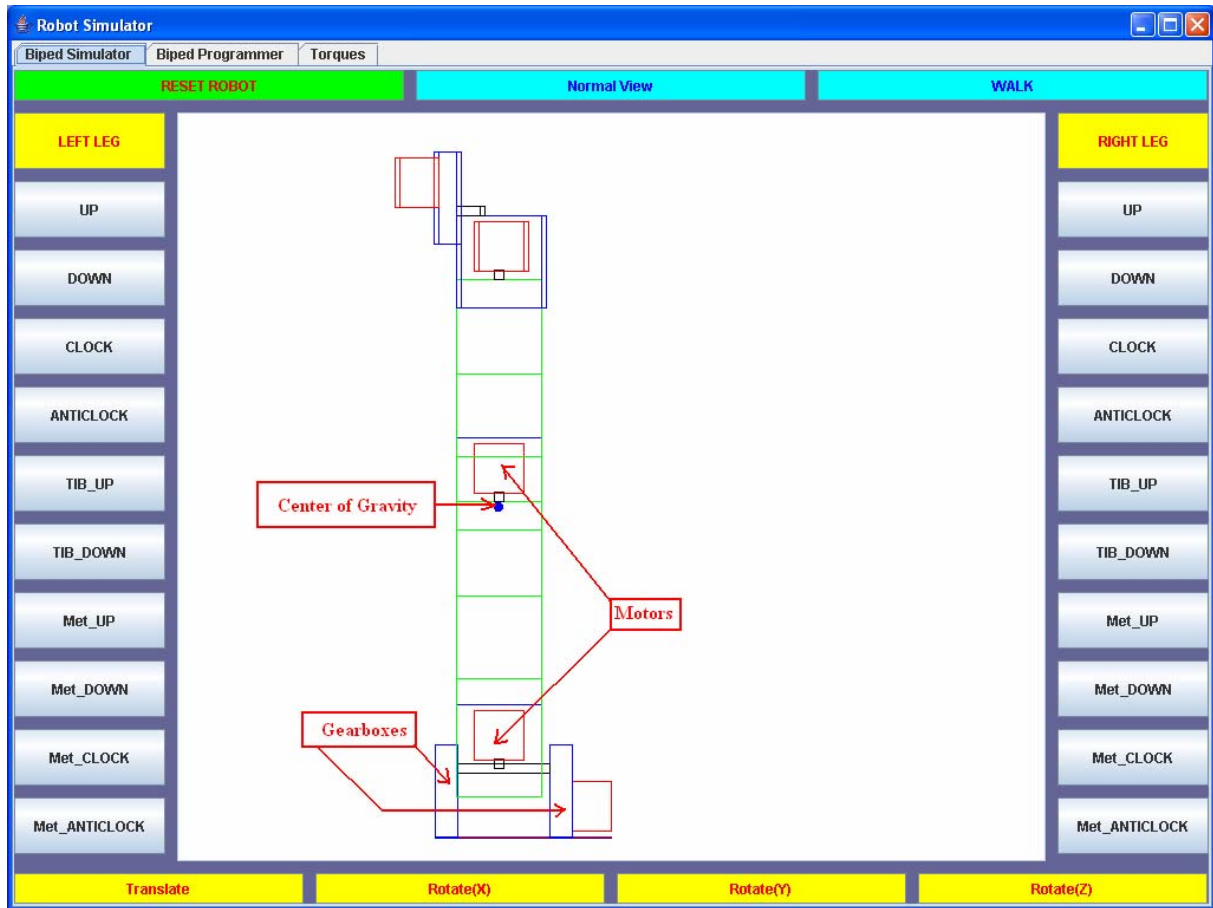 Robot Simulator
Biped Simulator Biped Programmer Torques
RESET ROBOT Normal View WALK
LEFT LEG
UP
DOWN
CLOCK
ANTICLOCK
TIB_UP
TIB_DOWN
Met_UP
Met_DOWN
Met_CLOCK
Met_ANTICLOCK
Center of Gravity
Motors
Gearboxes
RIGHT LEG
UP
DOWN
CLOCK
ANTICLOCK
TIB_UP
TIB_DOWN
Met_UP
Met_DOWN
Met_CLOCK
Met_ANTICLOCK
Translate Rotate(X) Rotate(Y) Rotate(Z)